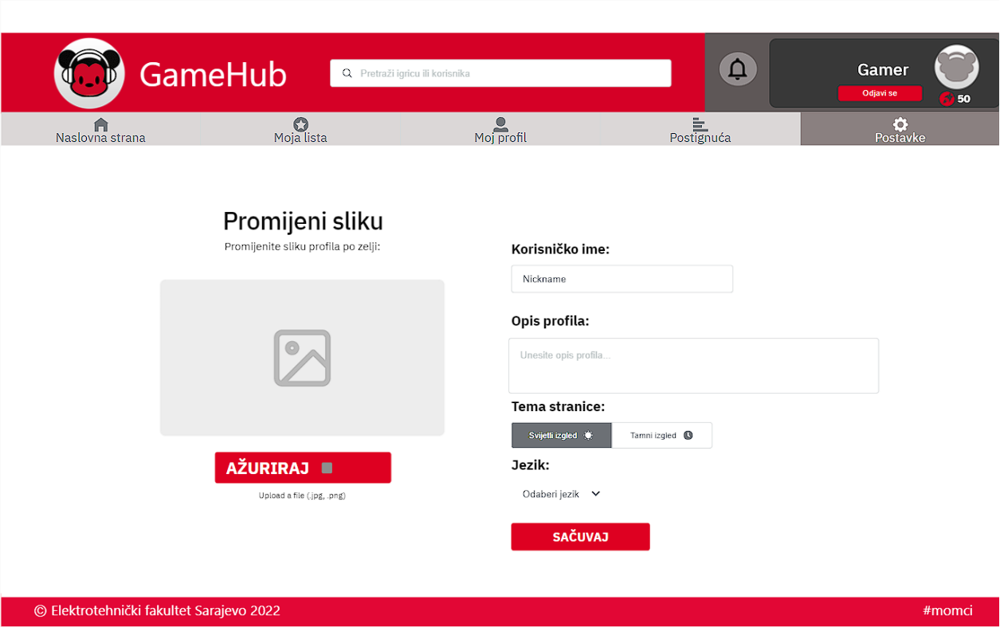 GameHub
Pretraži igricu ili korisnika
Gamer
Odjavi se
50
Naslovna strana
Moja lista
Moj profil
Postignuća
Postavke
Promijeni sliku
Promijenite sliku profila po zelji:
AŽURIRAJ
Upload a file (.jpg, .png)
Korisničko ime:
Nickname
Opis profila:
Unesite opis profila...
Tema stranice:
Svijetli izgled
Tamni izgled
Jezik:
Odaberi jezik
SAČUVAJ
© Elektrotehnički fakultet Sarajevo 2022
#momci